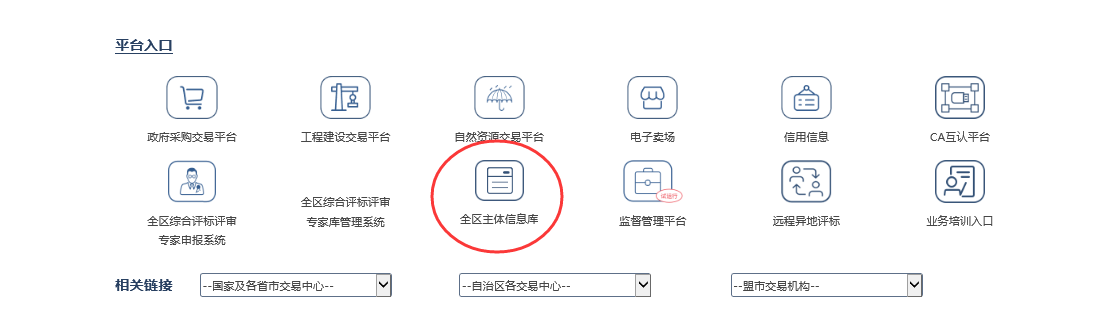 平台入口
政府采购交易平台
工程建设交易平台
自然资源交易平台
电子卖场
信用信息
CA互认平台
全区综合评标评审
专家申报系统
全区综合评标评审
专家库管理系统
全区主体信息库
试运行
监督管理平台
远程异地评标
业务培训入口
相关链接
--国家及各省市交易中心--
--自治区各交易中心--
--盟市交易机构--